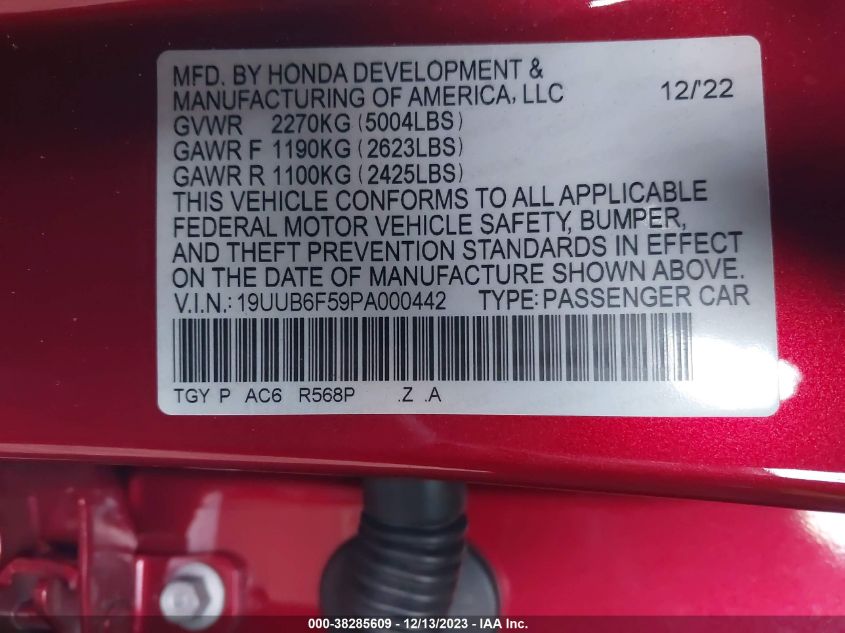 MFD. BY HONDA DEVELOPMENT &
MANUFACTURING OF AMERICA, LLC 12/'22
GVWR 2270KG (5004LBS)
GAWR F 1190KG (2623LBS)
GAWR R 1100KG (2425LBS)
THIS VEHICLE CONFORMS TO ALL APPLICABLE
FEDERAL MOTOR VEHICLE SAFETY, BUMPER,
AND THEFT PREVENTION STANDARDS IN EFFECT
ON THE DATE OF MANUFACTURE SHOWN ABOVE.
V.I.N.: 19UUB6F59PA000442 TYPE: PASSENGER CAR
TGY P AC6 R568P .Z .A
000-38285609 - 12/13/2023 - IAA Inc.